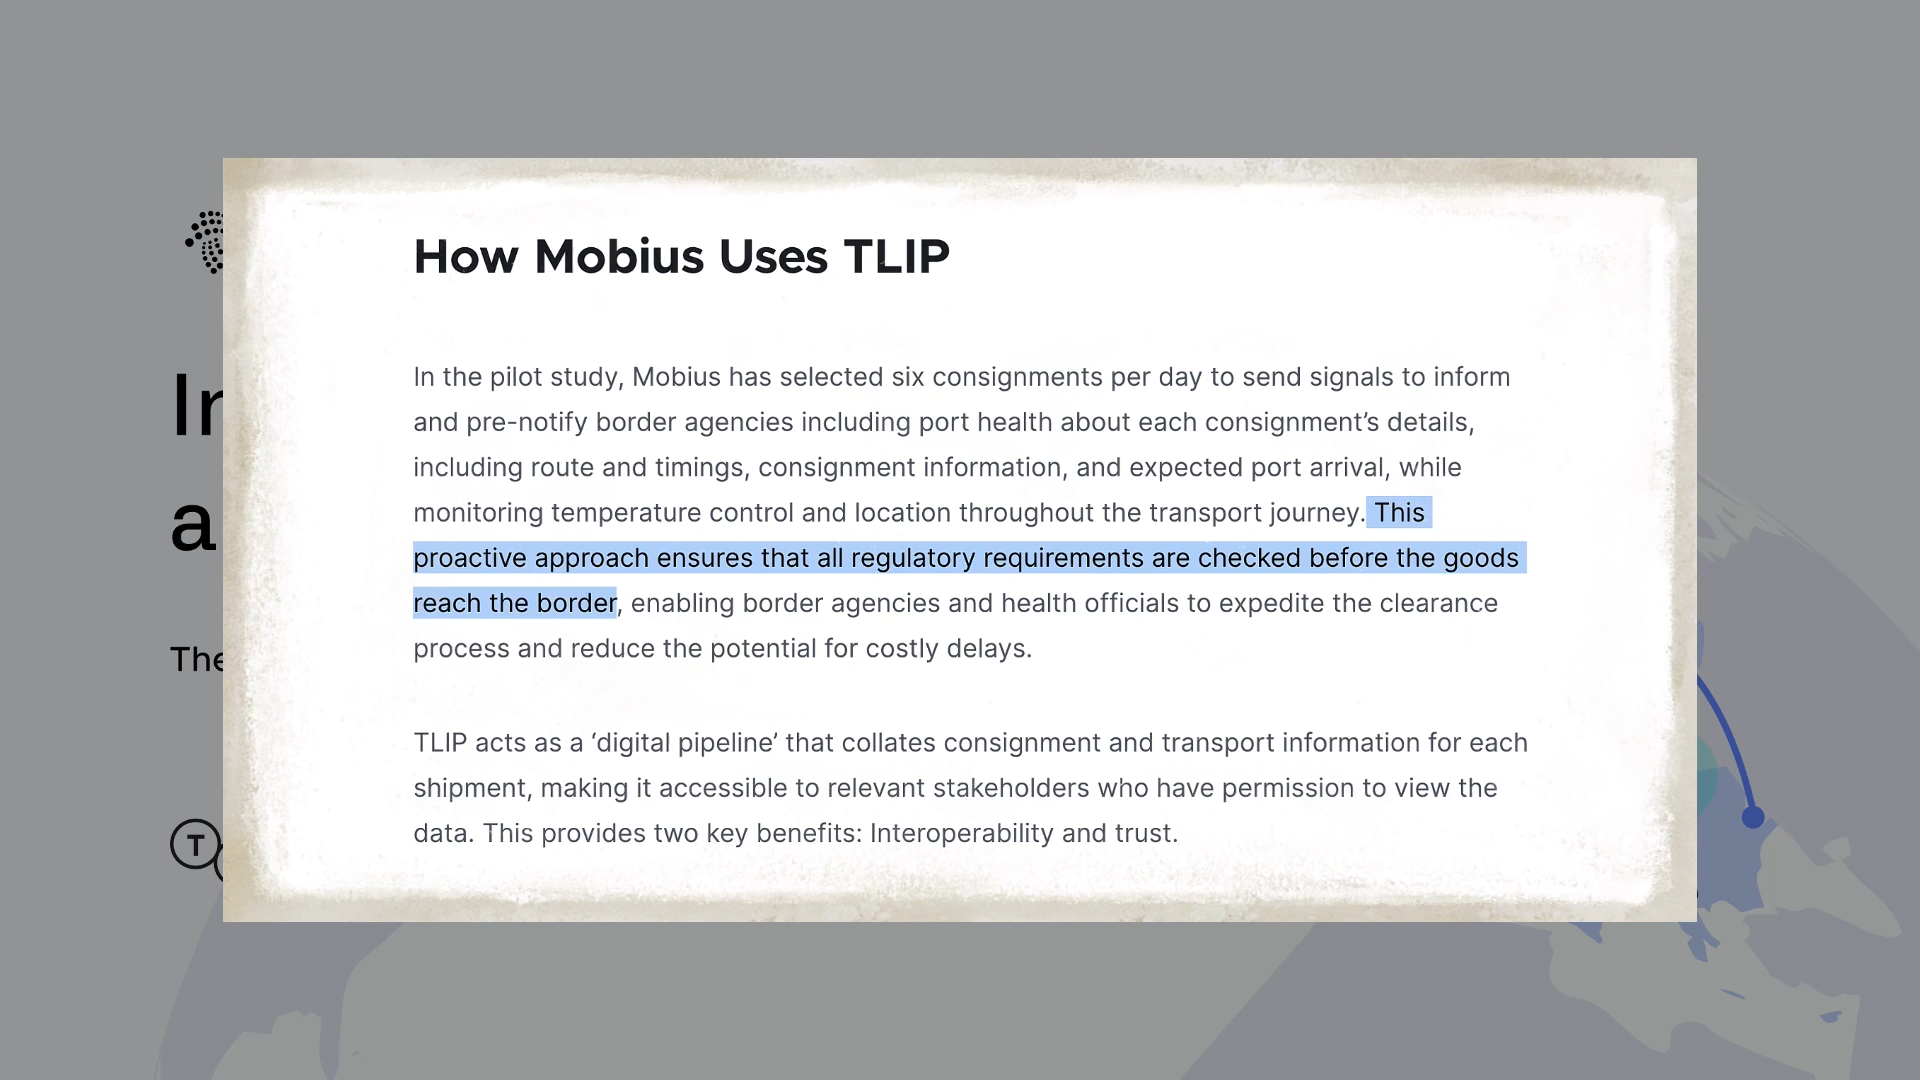 How Mobius Uses TLIP
In the pilot study, Mobius has selected six consignments per day to send signals to inform
and pre-notify border agencies including port health about each consignment’s details,
including route and timings, consignment information, and expected port arrival, while
monitoring temperature control and location throughout the transport journey. This
proactive approach ensures that all regulatory requirements are checked before the goods
reach the border, enabling border agencies and health officials to expedite the clearance
process and reduce the potential for costly delays.
TLIP acts as a ‘digital pipeline’ that collates consignment and transport information for each
shipment, making it accessible to relevant stakeholders who have permission to view the
data. This provides two key benefits: Interoperability and trust.
a
The
T